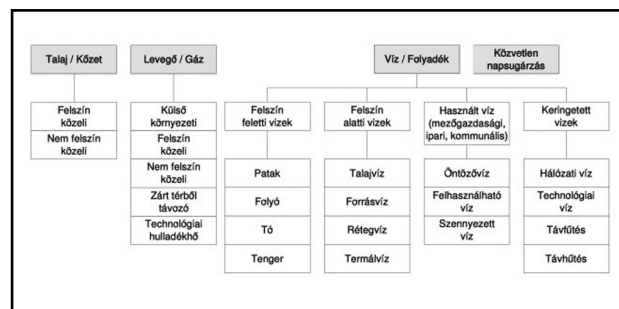 Talaj / Kőzet
Levegő / Gáz
Víz / Folyadék
Közvetlen
napsugárzás
Felszín
közeli
Nem felszín
közeli
Külső
környezeti
Felszín
közeli
Nem felszín
közeli
Zárt térből
távozó
Technológiai
hulladékhő
Felszín
feletti vizek
Patak
Folyó
Tó
Tenger
Felszín
alatti vizek
Talajvíz
Forrásvíz
Rétegvíz
Termálvíz
Használt víz
(mezőgazdasági,
ipari, kommunális)
Öntözővíz
Felhasználható
víz
Szennyezett
víz
Keringetett
vizek
Hálózati víz
Technológiai
víz
Távfűtés
Távhűtés